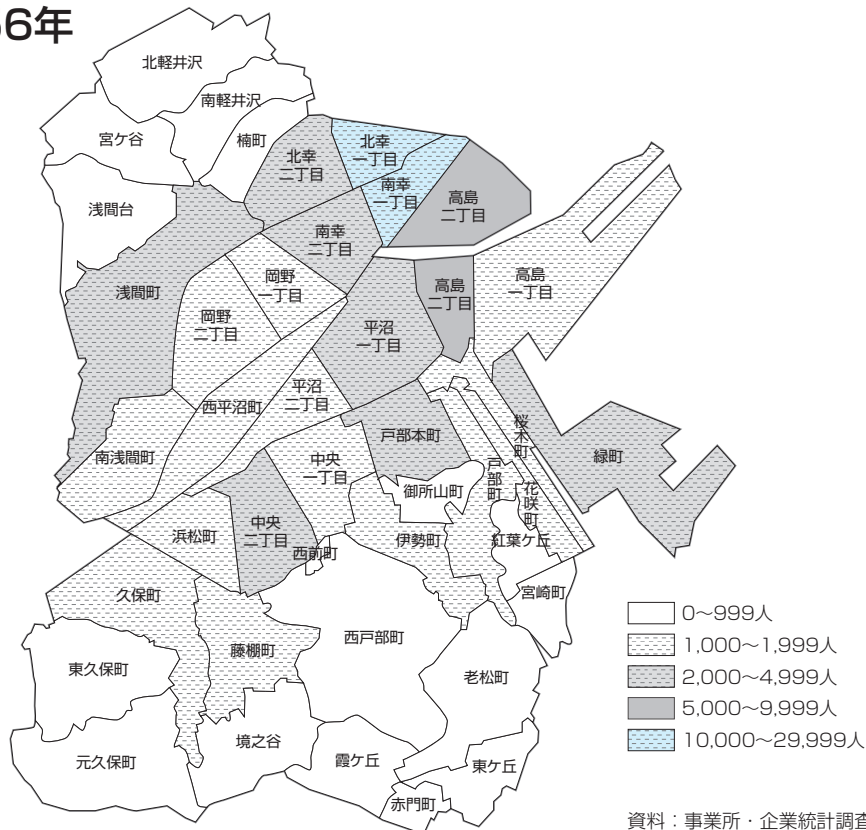 6年
北軽井沢
南軽井沢
宮ケ谷
楠町
北幸
一丁目
北幸
二丁目
南幸
一丁目
高島
二丁目
浅間台
南幸
二丁目
岡野
一丁目
高島
一丁目
浅間町
高島
二丁目
岡野
二丁目
平沼
一丁目
平沼
二丁目
西平沼町
桜木町
戸部本町
緑町
南浅間町
中央
一丁目
戸部町
御所山町
花咲町
浜松町
中央
二丁目
伊勢町
紅葉ケ丘
西前町
宮崎町
久保町
0〜999人
西戸部町
1,000〜1,999人
藤棚町
東久保町
老松町
2,000〜4,999人
5,000〜9,999人
境之谷
10,000〜29,999人
元久保町
霞ケ丘
東ケ丘
赤門町
資料：事業所・企業統計調査